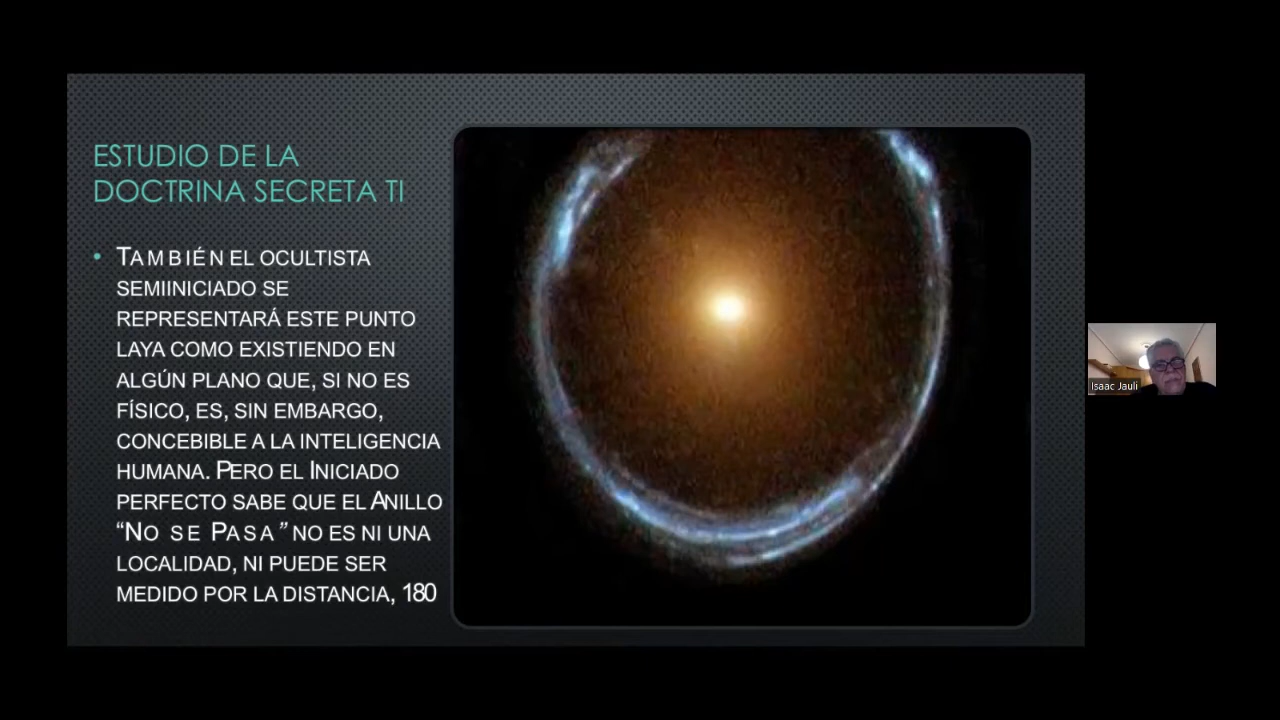 ESTUDIO DE LA
DOCTRINA SECRETA TI
• TAMBIÉN EL OCULTISTA
SEMIINICIADO SE
REPRESENTARÁ ESTE PUNTO
LAYA COMO EXISTIENDO EN
ALGÚN PLANO QUE, SI NO ES
FÍSICO, ES, SIN EMBARGO,
CONCEBIBLE A LA INTELIGENCIA
HUMANA. PERO EL INICIADO
PERFECTO SABE QUE EL ANILLO
“NO SE PASA” NO ES NI UNA
LOCALIDAD, NI PUEDE SER
MEDIDO POR LA DISTANCIA, 180
Isaac Jauli